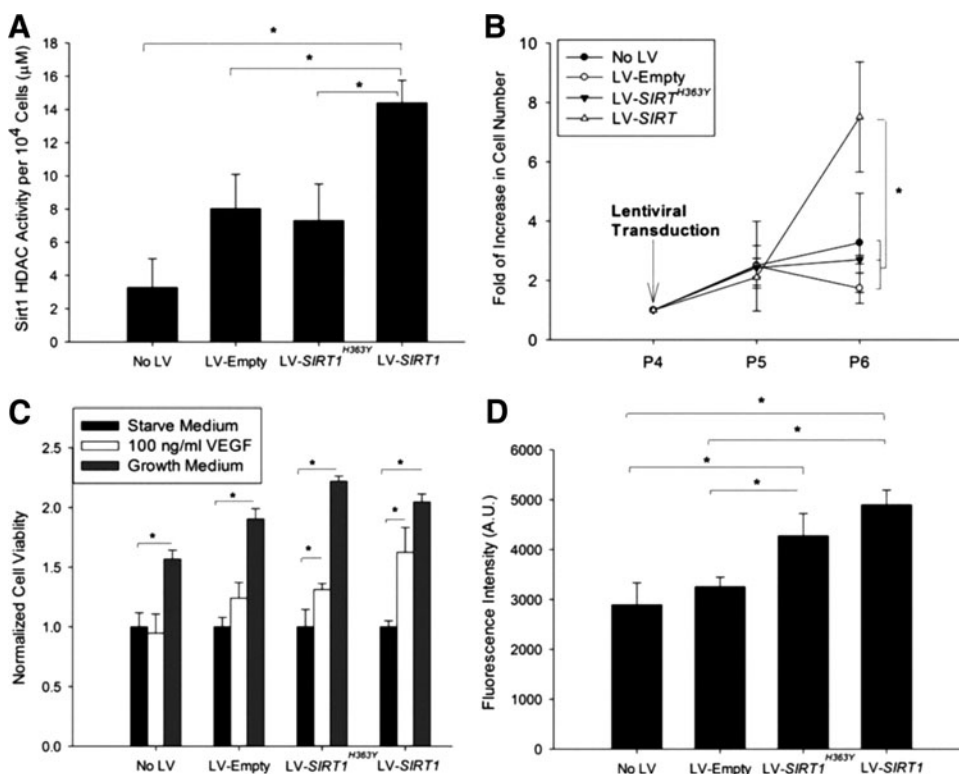 A
Sirt1 HDAC Activity per 10⁴ Cells (μM)
18
16
14
12
10
8
6
4
2
0
*
*
*
No LV
LV-Empty
LV-SIRT1ᴴ³⁶³ʸ
LV-SIRT1
B
Fold of Increase in Cell Number
10
8
6
4
2
0
No LV
LV-Empty
LV-SIRTᴴ³⁶³ʸ
LV-SIRT
Lentiviral
Transduction
*
P4
P5
P6
C
Starve Medium
100 ng/ml VEGF
Growth Medium
Normalized Cell Viablity
2.5
2.0
1.5
1.0
0.5
0.0
*
*
*
*
*
*
No LV
LV-Empty
LV-SIRT1ᴴ³⁶³ʸ
LV-SIRT1
D
Fluorescence Intensity (A.U.)
6000
5000
4000
3000
2000
1000
0
*
*
*
*
No LV
LV-Empty
LV-SIRT1ᴴ³⁶³ʸ
LV-SIRT1